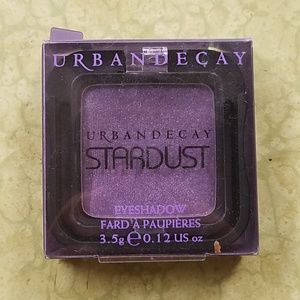 URBANDECAY
URBANDECAY
STARDUST
EYESHADOW
FARD À PAUPIÈRES
3.5g e 0.12 US oz